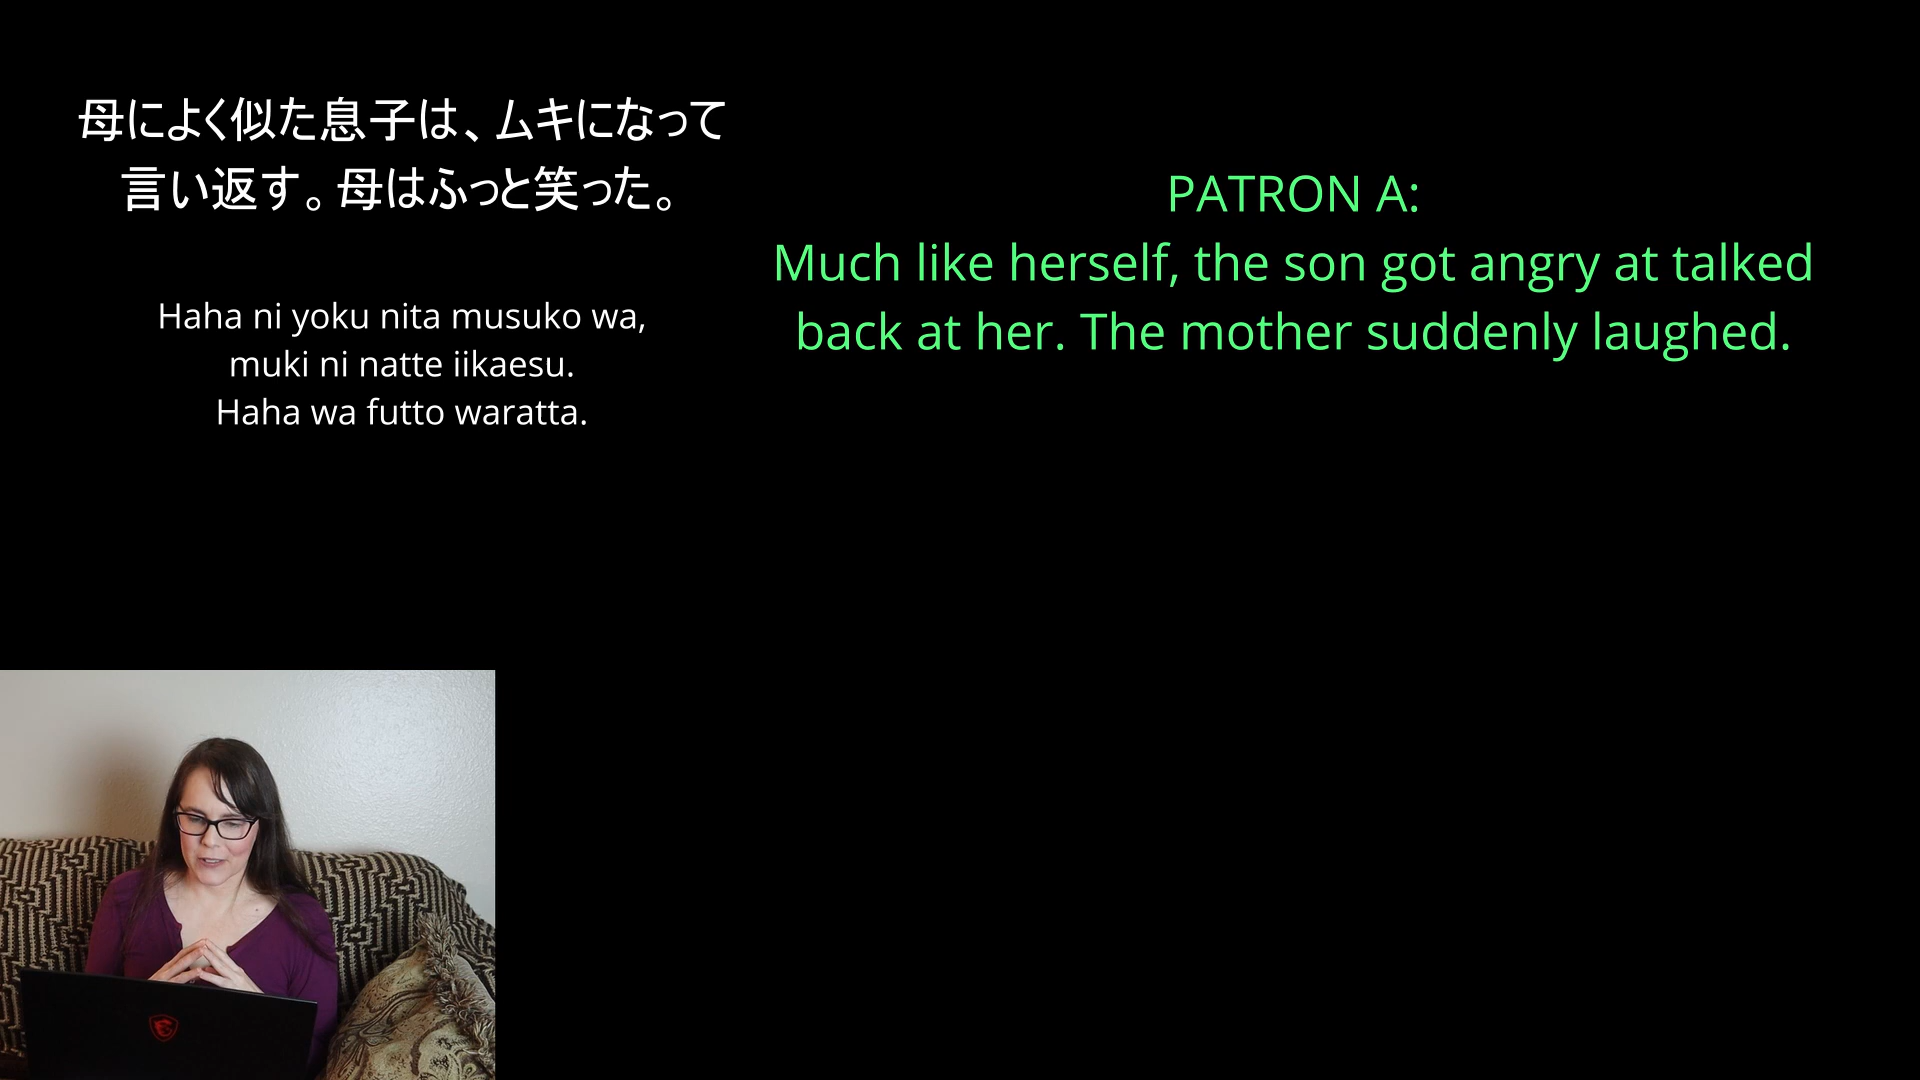 母によく似た息子は、ムキになって
言い返す。母はふっと笑った。
Haha ni yoku nita musuko wa,
muki ni natte iikaesu.
Haha wa futto waratta.
PATRON A:
Much like herself, the son got angry at talked
back at her. The mother suddenly laughed.